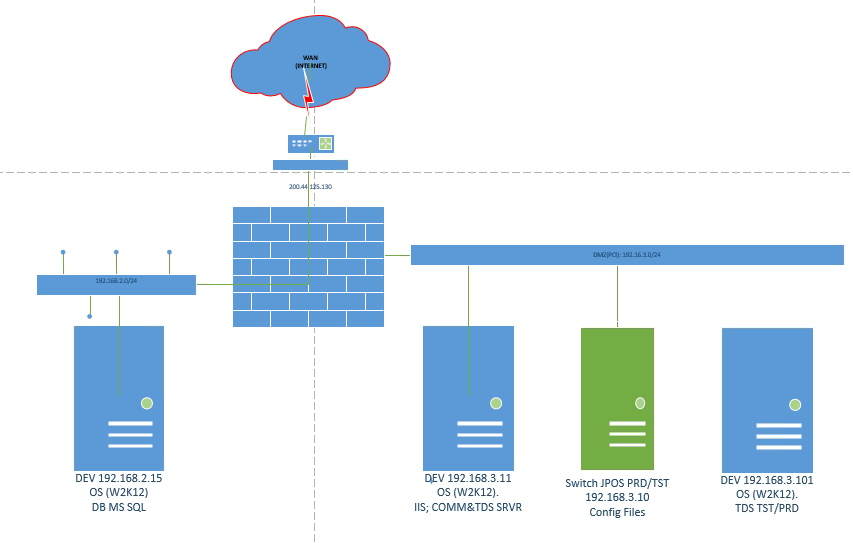 WAN
(INTERNET)
200.44.125.130
192.168.2.0/24
DMZ(PCI): 192.16.3.0/24
DEV 192.168.2.15
OS (W2K12)
DB MS SQL
DEV 192.168.3.11
OS (W2K12).
IIS; COMM&TDS SRVR
Switch JPOS PRD/TST
192.168.3.10
Config Files
DEV 192.168.3.101
OS (W2K12).
TDS TST/PRD